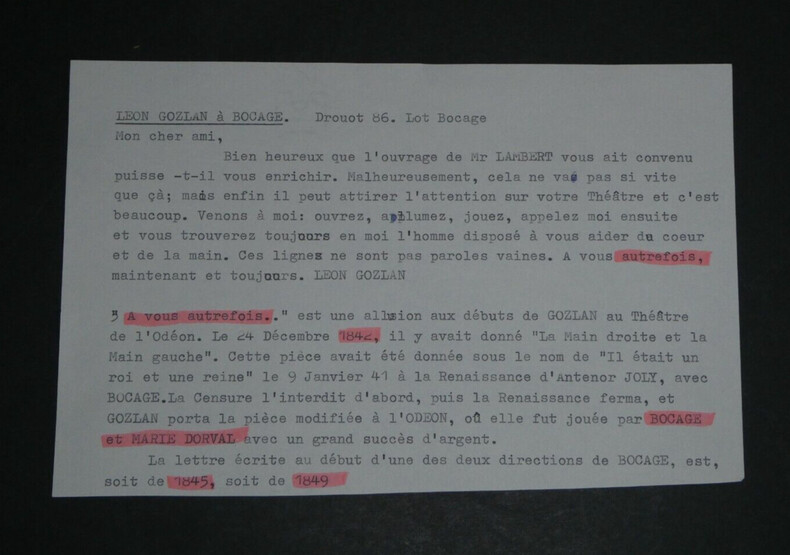 LEON GOZLAN à BOCAGE. Drouot 86. Lot Bocage
Mon cher ami,
Bien heureux que l'ouvrage de Mr LAMBERT vous ait convenu
puisse -t-il vous enrichir. Malheureusement, cela ne va pas si vite
que çà; mais enfin il peut attirer l'attention sur votre Théâtre et c'est
beaucoup. Venons à moi: ouvrez, allumez, jouez, appelez moi ensuite
et vous trouverez toujours en moi l'homme disposé à vous aider du coeur
et de la main. Ces lignes ne sont pas paroles vaines. A vous autrefois,
maintenant et toujours. LEON GOZLAN
" A vous autrefois.." est une allusion aux débuts de GOZLAN au Théâtre
de l'Odéon. Le 24 Décembre 1842, il y avait donné "La Main droite et la
Main gauche". Cette pièce avait été donnée sous le nom de "Il était un
roi et une reine" le 9 Janvier 41 à la Renaissance d'Antenor JOLY, avec
BOCAGE.La Censure l'interdit d'abord, puis la Renaissance ferma, et
GOZLAN porta la pièce modifiée à l'ODEON, où elle fut jouée par BOCAGE
et MARIE DORVAL avec un grand succès d'argent.
La lettre écrite au début d'une des deux directions de BOCAGE, est,
soit de 1845, soit de 1849